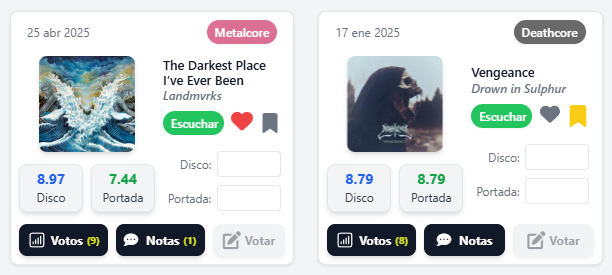 25 abr 2025
Metalcore
The Darkest Place
I've Ever Been
Landmvrks
Escuchar
8.97
Disco
7.44
Portada
Disco:
Portada:
Votos (9)
Notas (1)
Votar
17 ene 2025
Deathcore
Vengeance
Drown in Sulphur
Escuchar
VENGEANCE
8.79
Disco
8.79
Portada
Disco:
Portada:
Votos (8)
Notas
Votar